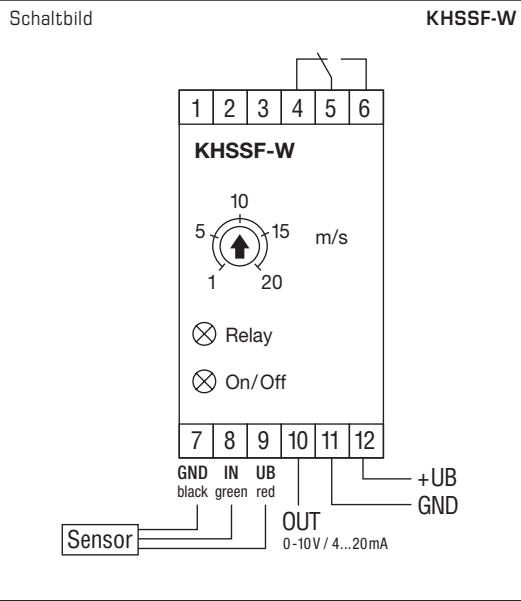 Schaltbild KHSSF-W
1 2 3 4 5 6
KHSSF-W
10
5 15 m/s
1 20
Relay
On/Off
7 8 9 10 11 12
GND IN UB
black green red
+UB
GND
Sensor
OUT
0-10V / 4...20mA